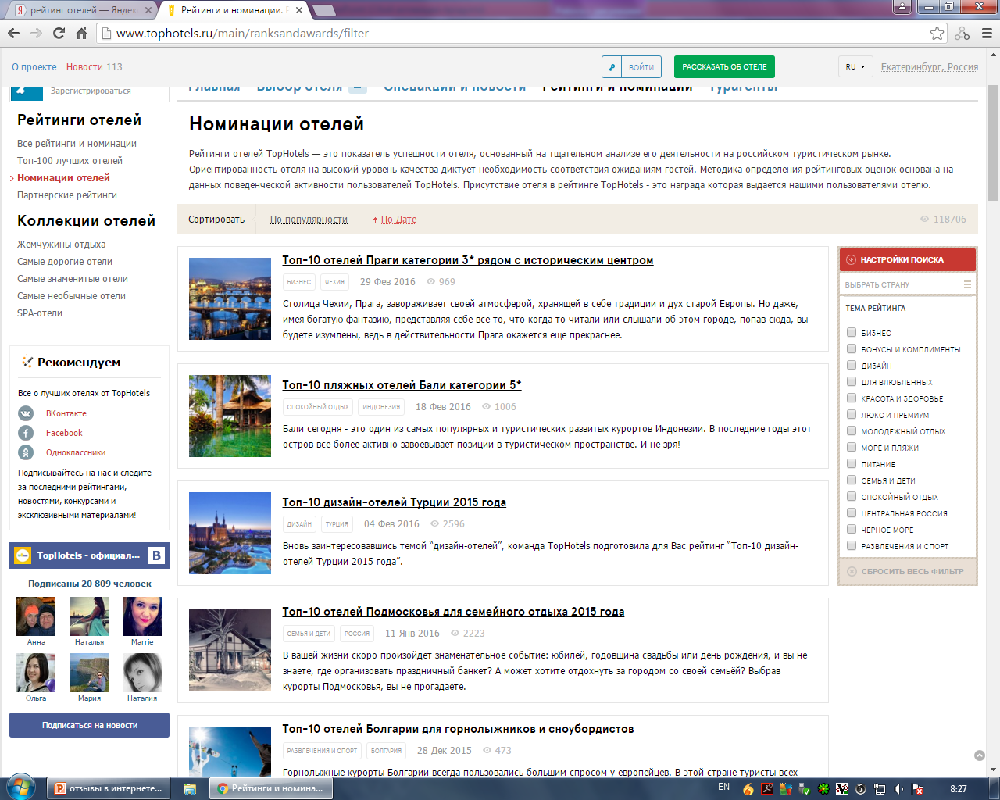 рейтинг отелей — Яндек
Рейтинги и номинации. F
www.tophotels.ru/main/ranksandawards/filter
О проекте
Новости 113
ВОЙТИ
РАССКАЗАТЬ ОБ ОТЕЛЕ
RU
Екатеринбург, Россия
Зарегистрироваться
Главная
Выбор отеля
Спецакции и новости
Рейтинги и номинации
Турагенты
Рейтинги отелей
Все рейтинги и номинации
Топ-100 лучших отелей
Номинации отелей
Партнерские рейтинги
Коллекции отелей
Жемчужины отдыха
Самые дорогие отели
Самые знаменитые отели
Самые необычные отели
SPA-отели
Рекомендуем
Все о лучших отелях от TopHotels
ВКонтакте
Facebook
Одноклассники
Подписывайтесь на нас и следите
за последними рейтингами,
новостями, конкурсами и
эксклюзивными материалами!
TopHotels - официал...
B
Подписаны 20 809 человек
Анна
Наталья
Marrie
Ольга
Мария
Наталия
Подписаться на новости
Номинации отелей
Рейтинги отелей TopHotels — это показатель успешности отеля, основанный на тщательном анализе его деятельности на российском туристическом рынке.
Ориентированность отеля на высокий уровень качества диктует необходимость соответствия ожиданиям гостей. Методика определения рейтинговых оценок основана на
данных поведенческой активности пользователей TopHotels. Присутствие отеля в рейтинге TopHotels - это награда которая выдается нашими пользователями отелю.
Сортировать
По популярности
↑ По Дате
118706
Топ-10 отелей Праги категории 3* рядом с историческим центром
БИЗНЕС
ЧЕХИЯ
29 Фев 2016
969
Столица Чехии, Прага, завораживает своей атмосферой, хранящей в себе традиции и дух старой Европы. Но даже,
имея богатую фантазию, представляя себе всё то, что когда-то читали или слышали об этом городе, попав сюда, вы
будете изумлены, ведь в действительности Прага окажется еще прекраснее.
Топ-10 пляжных отелей Бали категории 5*
СПОКОЙНЫЙ ОТДЫХ
ИНДОНЕЗИЯ
18 Фев 2016
1006
Бали сегодня - это один из самых популярных и туристических развитых курортов Индонезии. В последние годы этот
остров всё более активно завоевывает позиции в туристическом пространстве. И не зря!
Топ-10 дизайн-отелей Турции 2015 года
ДИЗАЙН
ТУРЦИЯ
04 Фев 2016
2596
Вновь заинтересовавшись темой “дизайн-отелей”, команда TopHotels подготовила для Вас рейтинг “Топ-10 дизайн-
отелей Турции 2015 года”.
Топ-10 отелей Подмосковья для семейного отдыха 2015 года
СЕМЬЯ И ДЕТИ
РОССИЯ
11 Янв 2016
2223
В вашей жизни скоро произойдёт знаменательное событие: юбилей, годовщина свадьбы или день рождения, и вы не
знаете, где организовать праздничный банкет? А может хотите отдохнуть за городом со своей семьёй? Выбрав
курорты Подмосковья, вы не прогадаете.
Топ-10 отелей Болгарии для горнолыжников и сноубордистов
РАЗВЛЕЧЕНИЯ И СПОРТ
БОЛГАРИЯ
28 Дек 2015
473
Горнолыжные курорты Болгарии всегда пользовались большим спросом у европейцев. В этой стране туристы всех
НАСТРОЙКИ ПОИСКА
ВЫБРАТЬ СТРАНУ
ТЕМА РЕЙТИНГА
БИЗНЕС
БОНУСЫ И КОМПЛИМЕНТЫ
ДИЗАЙН
ДЛЯ ВЛЮБЛЕННЫХ
КРАСОТА И ЗДОРОВЬЕ
ЛЮКС И ПРЕМИУМ
МОЛОДЕЖНЫЙ ОТДЫХ
МОРЕ И ПЛЯЖИ
ПИТАНИЕ
СЕМЬЯ И ДЕТИ
СПОКОЙНЫЙ ОТДЫХ
ЦЕНТРАЛЬНАЯ РОССИЯ
ЧЕРНОЕ МОРЕ
РАЗВЛЕЧЕНИЯ И СПОРТ
СБРОСИТЬ ВЕСЬ ФИЛЬТР
отзывы в интернете...
Рейтинги и номина...
EN
8:27